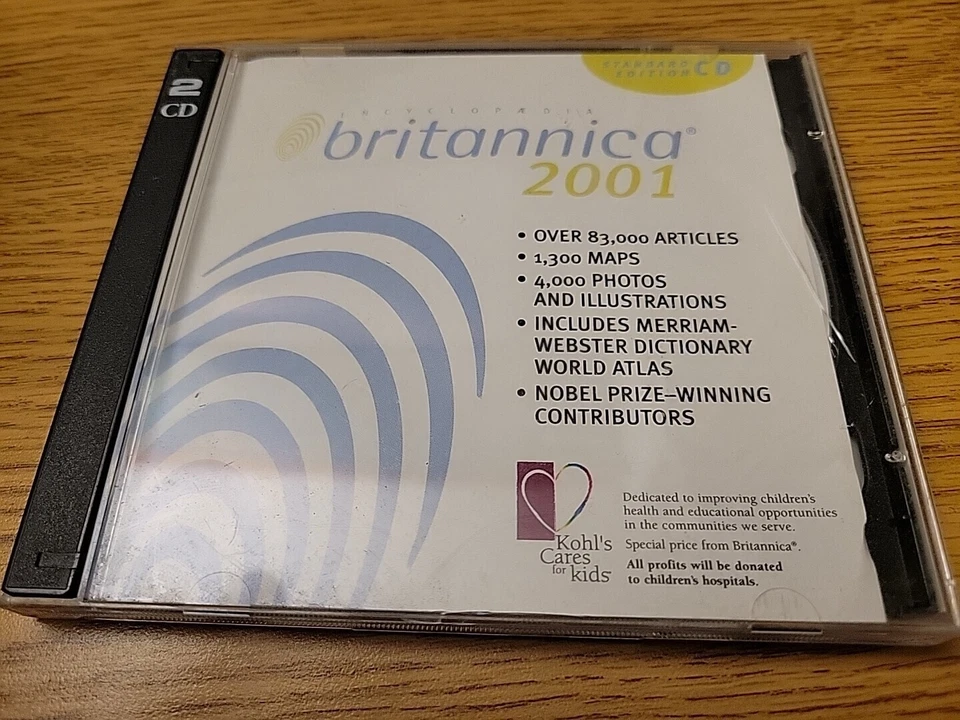 2
CD
STANDARD
EDITION CD
ENCYCLOPÆDIA
britannica®
2001
• OVER 83,000 ARTICLES
• 1,300 MAPS
• 4,000 PHOTOS
AND ILLUSTRATIONS
• INCLUDES MERRIAM-
WEBSTER DICTIONARY
WORLD ATLAS
• NOBEL PRIZE–WINNING
CONTRIBUTORS
Kohl's
Cares
for kids
Dedicated to improving children's
health and educational opportunities
in the communities we serve.
Special price from Britannica®.
All profits will be donated
to children's hospitals.